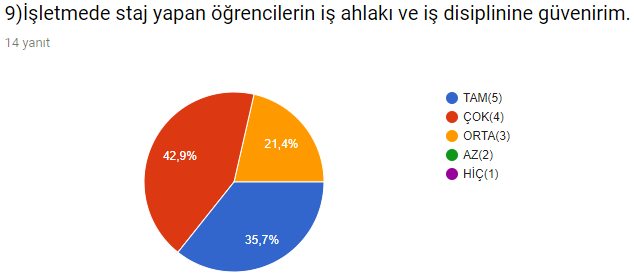 9)İşletmede staj yapan öğrencilerin iş ahlakı ve iş disiplinine güvenirim.
14 yanıt
TAM(5)
ÇOK(4)
ORTA(3)
AZ(2)
HİÇ(1)
42,9%
21,4%
35,7%